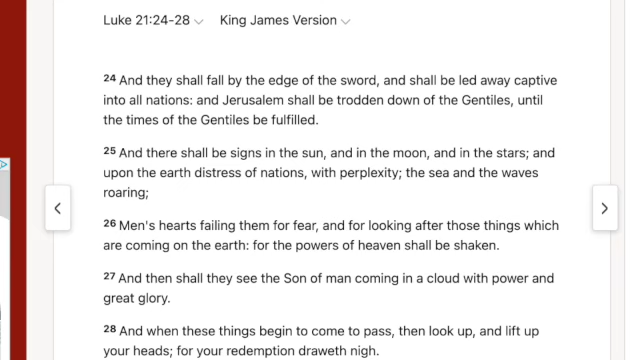 Luke 21:24-28 King James Version
24 And they shall fall by the edge of the sword, and shall be led away captive
into all nations: and Jerusalem shall be trodden down of the Gentiles, until
the times of the Gentiles be fulfilled.
25 And there shall be signs in the sun, and in the moon, and in the stars; and
upon the earth distress of nations, with perplexity; the sea and the waves
roaring;
26 Men's hearts failing them for fear, and for looking after those things which
are coming on the earth: for the powers of heaven shall be shaken.
27 And then shall they see the Son of man coming in a cloud with power and
great glory.
28 And when these things begin to come to pass, then look up, and lift up
your heads; for your redemption draweth nigh.